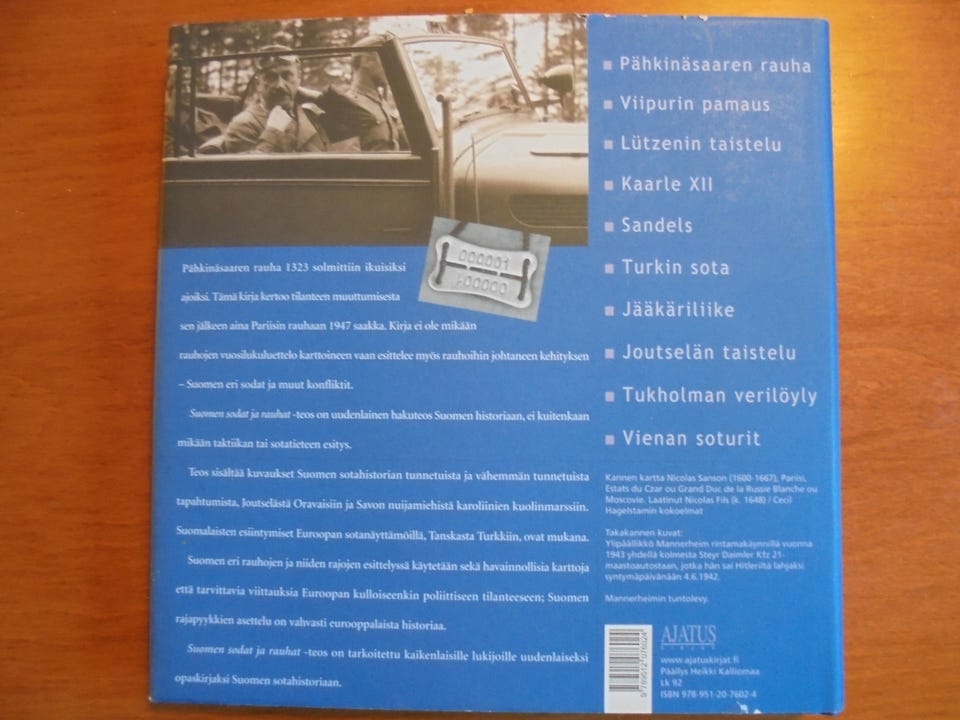 Pähkinäsaaren rauha 1323 solmittiin ikuisiksi
ajoiksi. Tämä kirja kertoo tilanteen muuttumisesta
sen jälkeen aina Pariisin rauhaan 1947 saakka. Kirja ei ole mikään
rauhojen vuosilukuluettelo karttoineen vaan esittelee myös rauhoihin johtaneen kehityksen
– Suomen eri sodat ja muut konfliktit.
Suomen sodat ja rauhat -teos on uudenlainen hakuteos Suomen historiaan, ei kuitenkaan
mikään taktiikan tai sotatieteen esitys.
Teos sisältää kuvaukset Suomen sotahistorian tunnetuista ja vähemmän tunnetuista
tapahtumista, Joutselästä Oravaisiin ja Savon nuijamiehistä karoliinien kuolinmarssiin.
Suomalaisten esiintymiset Euroopan sotanäyttämöillä, Tanskasta Turkkiin, ovat mukana.
Suomen eri rauhojen ja niiden rajojen esittelyssä käytetään sekä havainnollisia karttoja
että tarvittavia viittauksia Euroopan kulloiseenkin poliittiseen tilanteeseen; Suomen
rajapyykkien asettelu on vahvasti eurooppalaista historiaa.
Suomen sodat ja rauhat -teos on tarkoitettu kaikenlaisille lukijoille uudenlaiseksi
opaskirjaksi Suomen sotahistoriaan.
000001
000001
Pähkinäsaaren rauha
Viipurin pamaus
Lützenin taistelu
Kaarle XII
Sandels
Turkin sota
Jääkäriliike
Joutselän taistelu
Tukholman verilöyly
Vienan soturit
Kannen kartta Nicolas Sanson (1600-1667), Pariisi,
Estats du Czar ou Grand Duc de la Russie Blanche ou
Moscovie. Laatinut Nicolas Fils (k. 1648) / Cecil
Hagelstamin kokoelmat
Takakannen kuvat:
Ylipäällikkö Mannerheim rintamakäynnillä vuonna
1943 yhdellä kolmesta Steyr Daimler Kfz 21-
maastoautostaan, jotka hän sai Hitleriltä lahjaksi
syntymäpäivänään 4.6.1942.
Mannerheimin tuntolevy.
9789512076024
AJATUS
KIRJAT
www.ajatuskirjat.fi
Päällys Heikki Kalliomaa
Lk 92
ISBN 978-951-20-7602-4